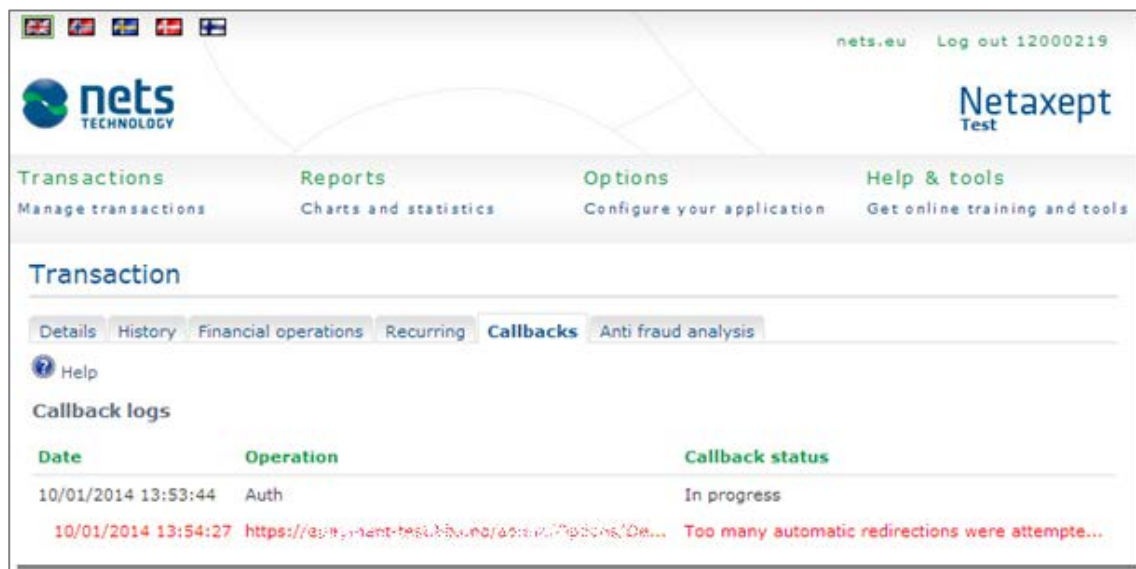 nets.eu Log out 12000219
nets
TECHNOLOGY
Netaxept
Test
Transactions Reports Options Help & tools
Manage transactions Charts and statistics Configure your application Get online training and tools
Transaction
Details History Financial operations Recurring Callbacks Anti fraud analysis
? Help
Callback logs
Date Operation Callback status
10/01/2014 13:53:44 Auth In progress
10/01/2014 13:54:27 Too many automatic redirections were attempte...